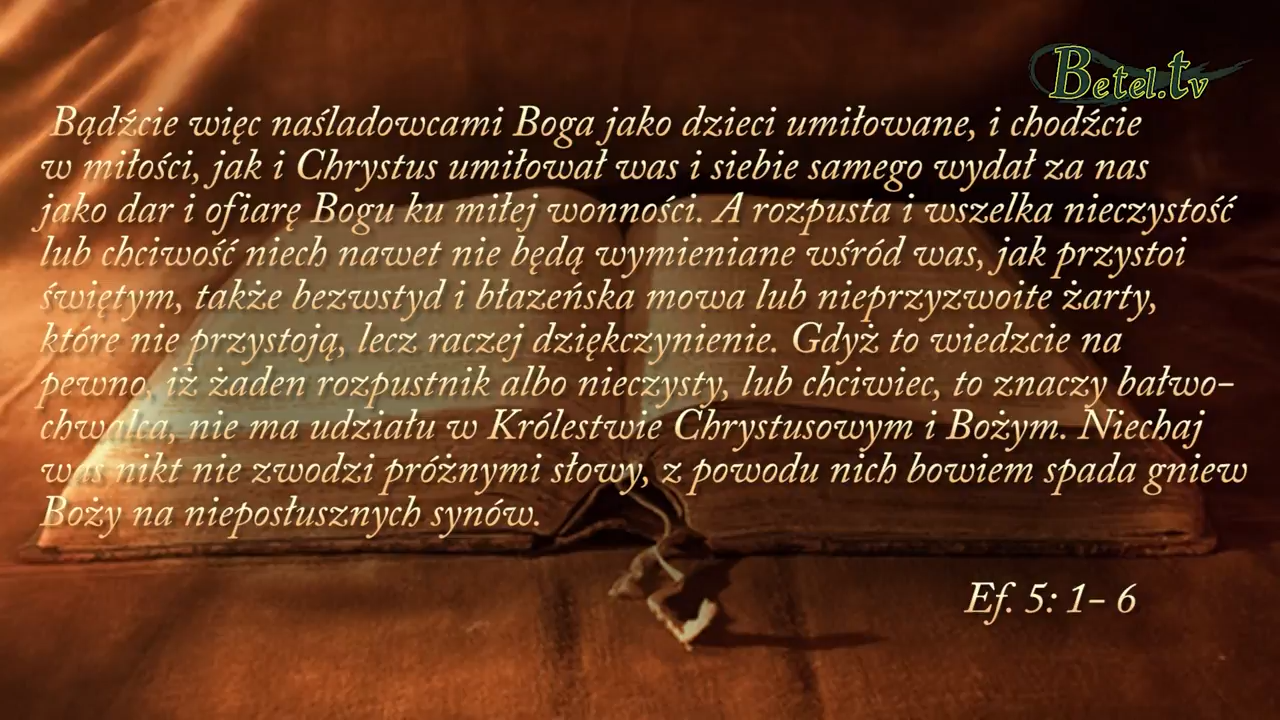 Betel.tv
Bądźcie więc naśladowcami Boga jako dzieci umiłowane, i chodźcie
w miłości, jak i Chrystus umiłował was i siebie samego wydał za nas
jako dar i ofiarę Bogu ku miłej wonności. A rozpusta i wszelka nieczystość
lub chciwość niech nawet nie będą wymieniane wśród was, jak przystoi
świętym, także bezwstyd i błazeńska mowa lub nieprzyzwoite żarty,
które nie przystoją, lecz raczej dziękczynienie. Gdyż to wiedzcie na
pewno, iż żaden rozpustnik albo nieczysty, lub chciwiec, to znaczy bałwo-
chwalca, nie ma udziału w Królestwie Chrystusowym i Bożym. Niechaj
was nikt nie zwodzi próżnymi słowy, z powodu nich bowiem spada gniew
Boży na nieposłusznych synów.
Ef. 5: 1- 6